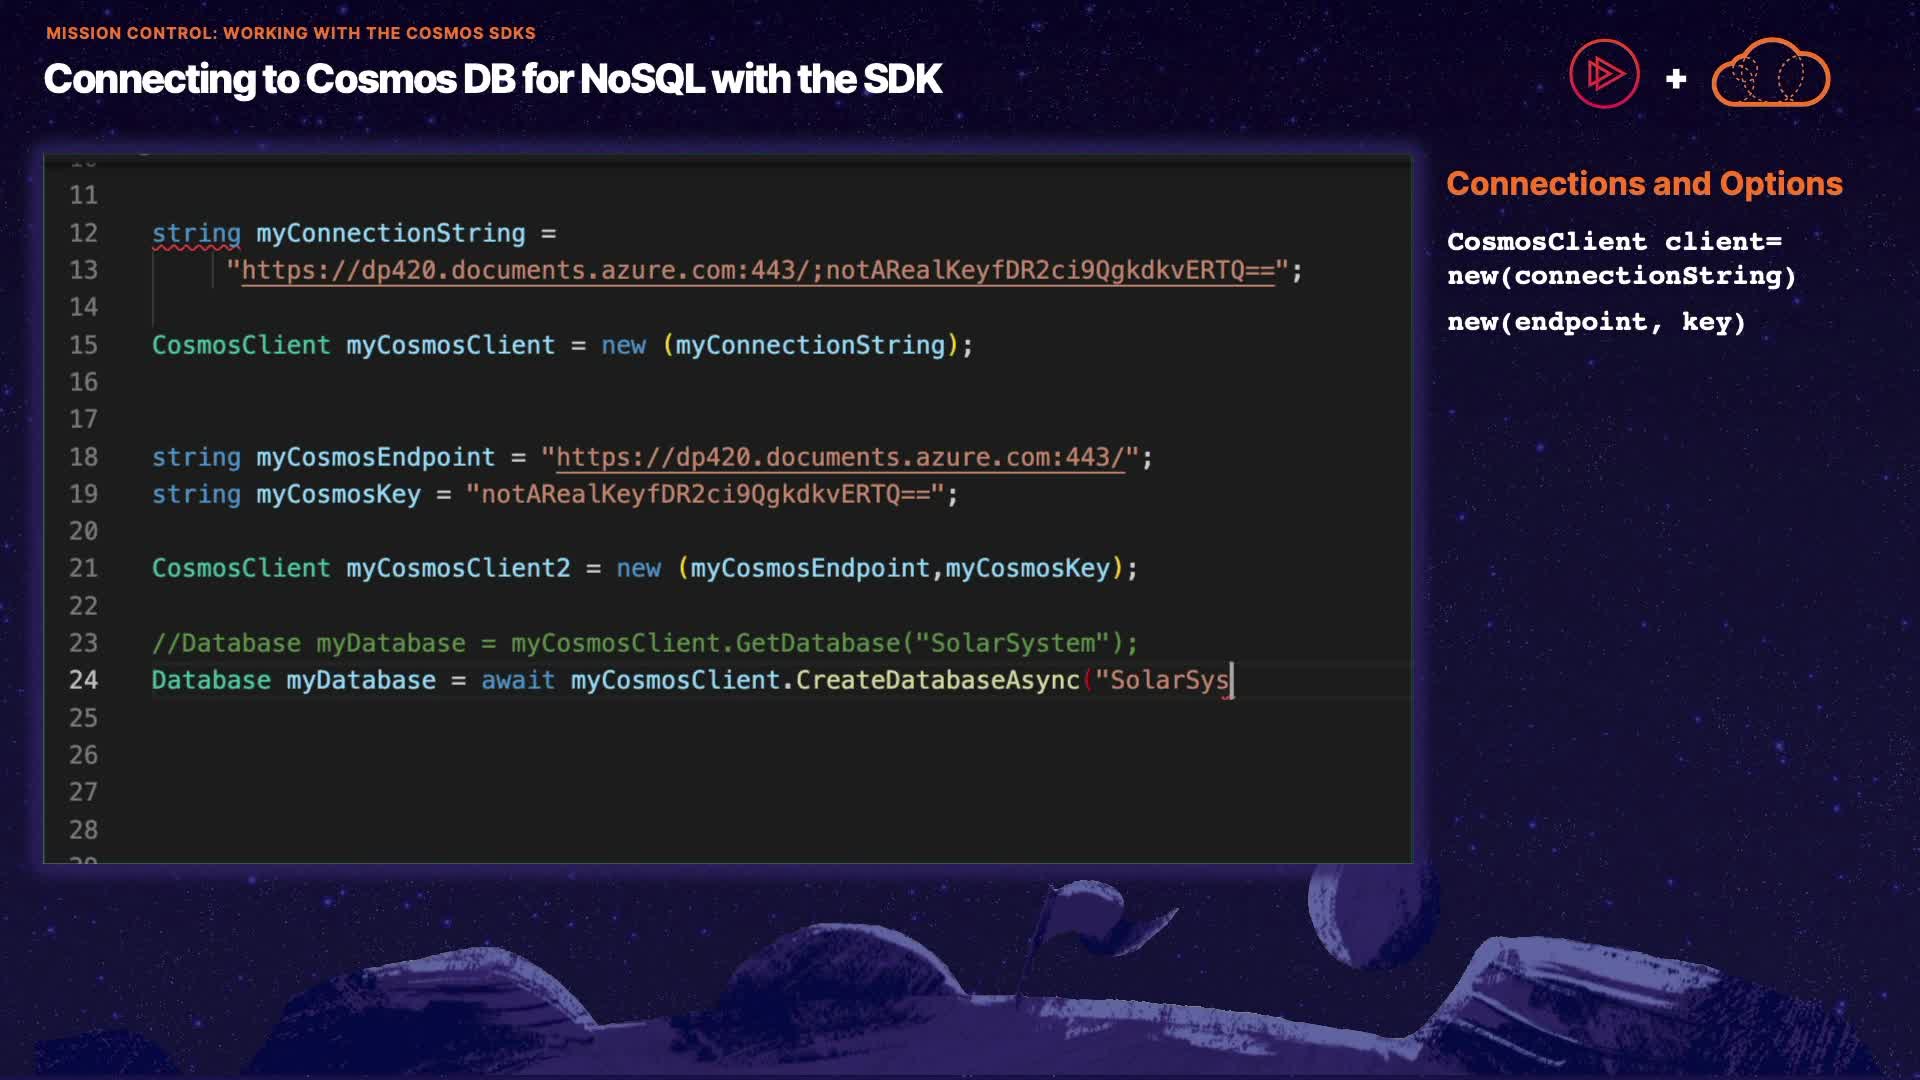 MISSION CONTROL: WORKING WITH THE COSMOS SDKS
Connecting to Cosmos DB for NoSQL with the SDK
+
11
12 string myConnectionString =
13 "https://dp420.documents.azure.com:443/;notARealKeyfDR2ci9QgkdkvERTQ==";
14
15 CosmosClient myCosmosClient = new (myConnectionString);
16
17
18 string myCosmosEndpoint = "https://dp420.documents.azure.com:443/";
19 string myCosmosKey = "notARealKeyfDR2ci9QgkdkvERTQ==";
20
21 CosmosClient myCosmosClient2 = new (myCosmosEndpoint,myCosmosKey);
22
23 //Database myDatabase = myCosmosClient.GetDatabase("SolarSystem");
24 Database myDatabase = await myCosmosClient.CreateDatabaseAsync("SolarSys
25
26
27
28
Connections and Options
CosmosClient client=
new(connectionString)
new(endpoint, key)